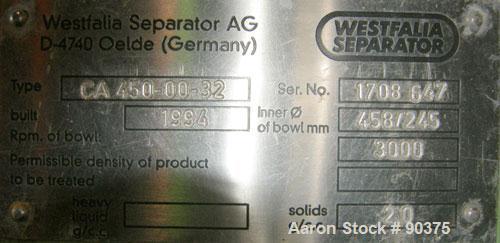 Westfalia Separator AG
D-4740 Oelde (Germany)
WESTFALIA
SEPARATOR
Type CA 450-00-32 Ser. No. 1708 647
built 1994 Inner Ø of bowl mm 458/245
Rpm. of bowl 3000
Permissible density of product
to be treated
heavy
liquid
g/c.c. solids
g/c.c. 2,0
Aaron Stock # 90375